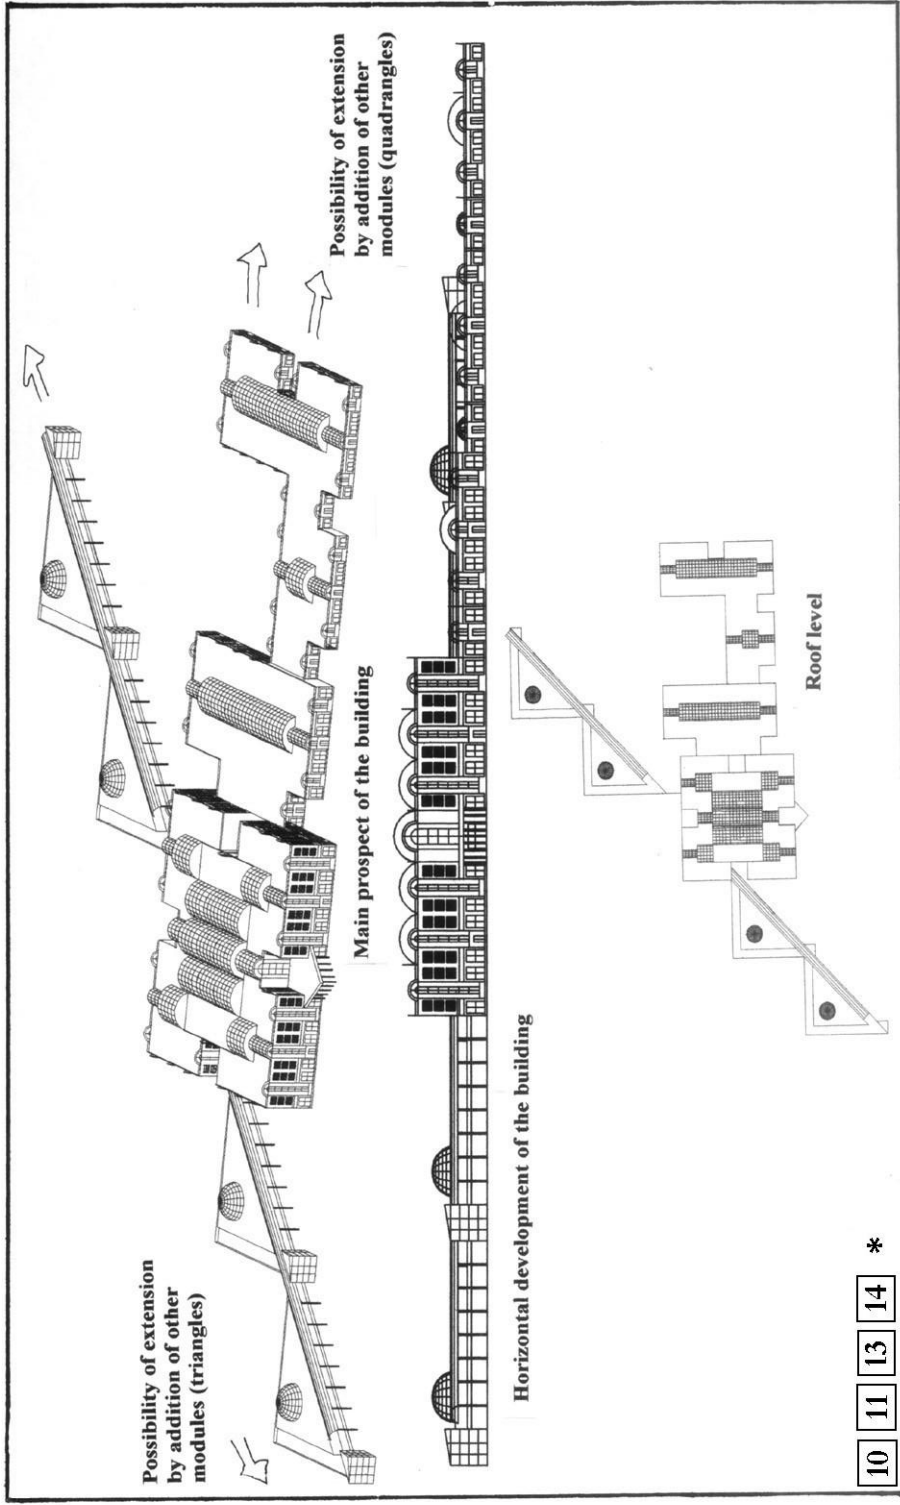 Possibility of extension
by addition of other
modules (triangles)
Possibility of extension
by addition of other
modules (quadrangles)
Main prospect of the building
Horizontal development of the building
Roof level
10 11 13 14 *